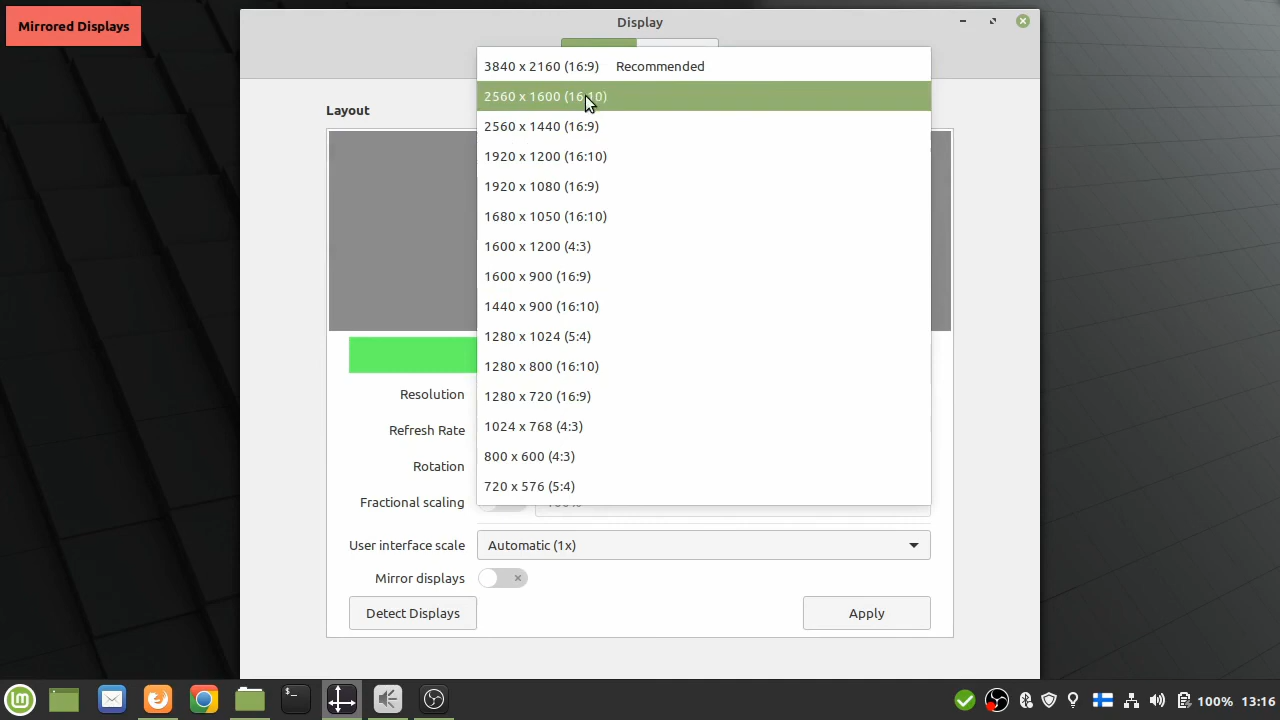 Mirrored Displays
Display
Layout
3840 x 2160 (16:9) Recommended
2560 x 1600 (16:10)
2560 x 1440 (16:9)
1920 x 1200 (16:10)
1920 x 1080 (16:9)
1680 x 1050 (16:10)
1600 x 1200 (4:3)
1600 x 900 (16:9)
1440 x 900 (16:10)
1280 x 1024 (5:4)
1280 x 800 (16:10)
1280 x 720 (16:9)
1024 x 768 (4:3)
800 x 600 (4:3)
720 x 576 (5:4)
Resolution
Refresh Rate
Rotation
Fractional scaling
User interface scale Automatic (1x)
Mirror displays
Detect Displays Apply
100% 13:16